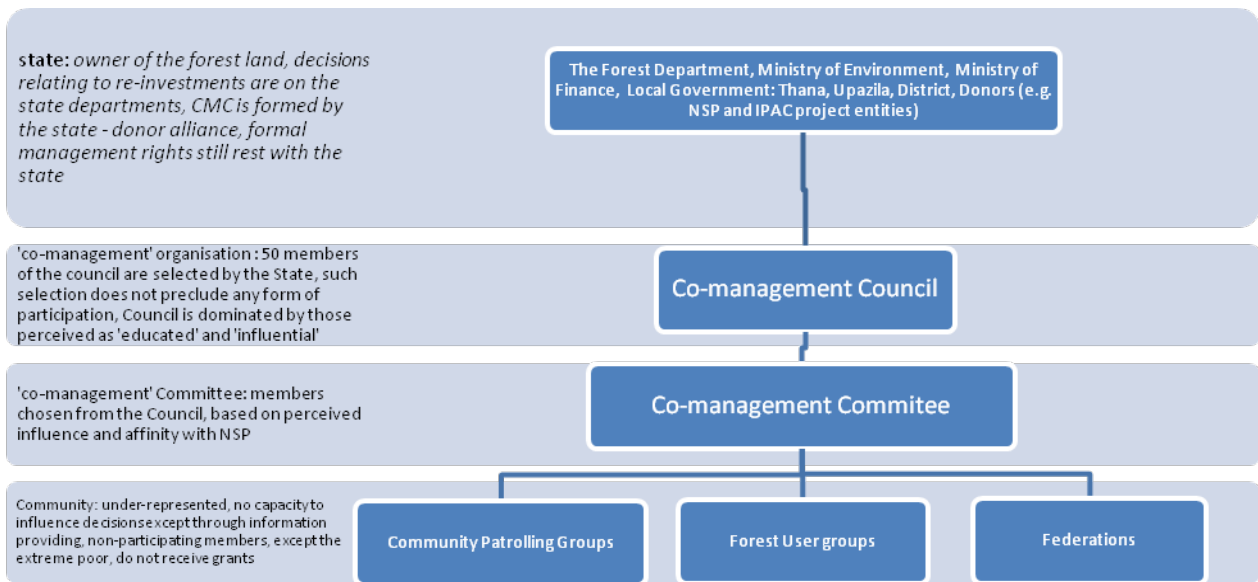 state: owner of the forest land, decisions
relating to re-investments are on the
state departments, CMC is formed by
the state - donor alliance, formal
management rights still rest with the
state
The Forest Department, Ministry of Environment, Ministry of
Finance, Local Government: Thana, Upazila, District, Donors (e.g.
NSP and IPAC project entities)
'co-management' organisation : 50 members
of the council are selected by the State, such
selection does not preclude any form of
participation, Council is dominated by those
perceived as 'educated' and 'influential'
Co-management Council
'co-management' Committee: members
chosen from the Council, based on perceived
influence and affinity with NSP
Co-management Commitee
Community: under-represented, no capacity to
influence decisions except through information
providing, non-participating members, except the
extreme poor, do not receive grants
Community Patrolling Groups
Forest User groups
Federations